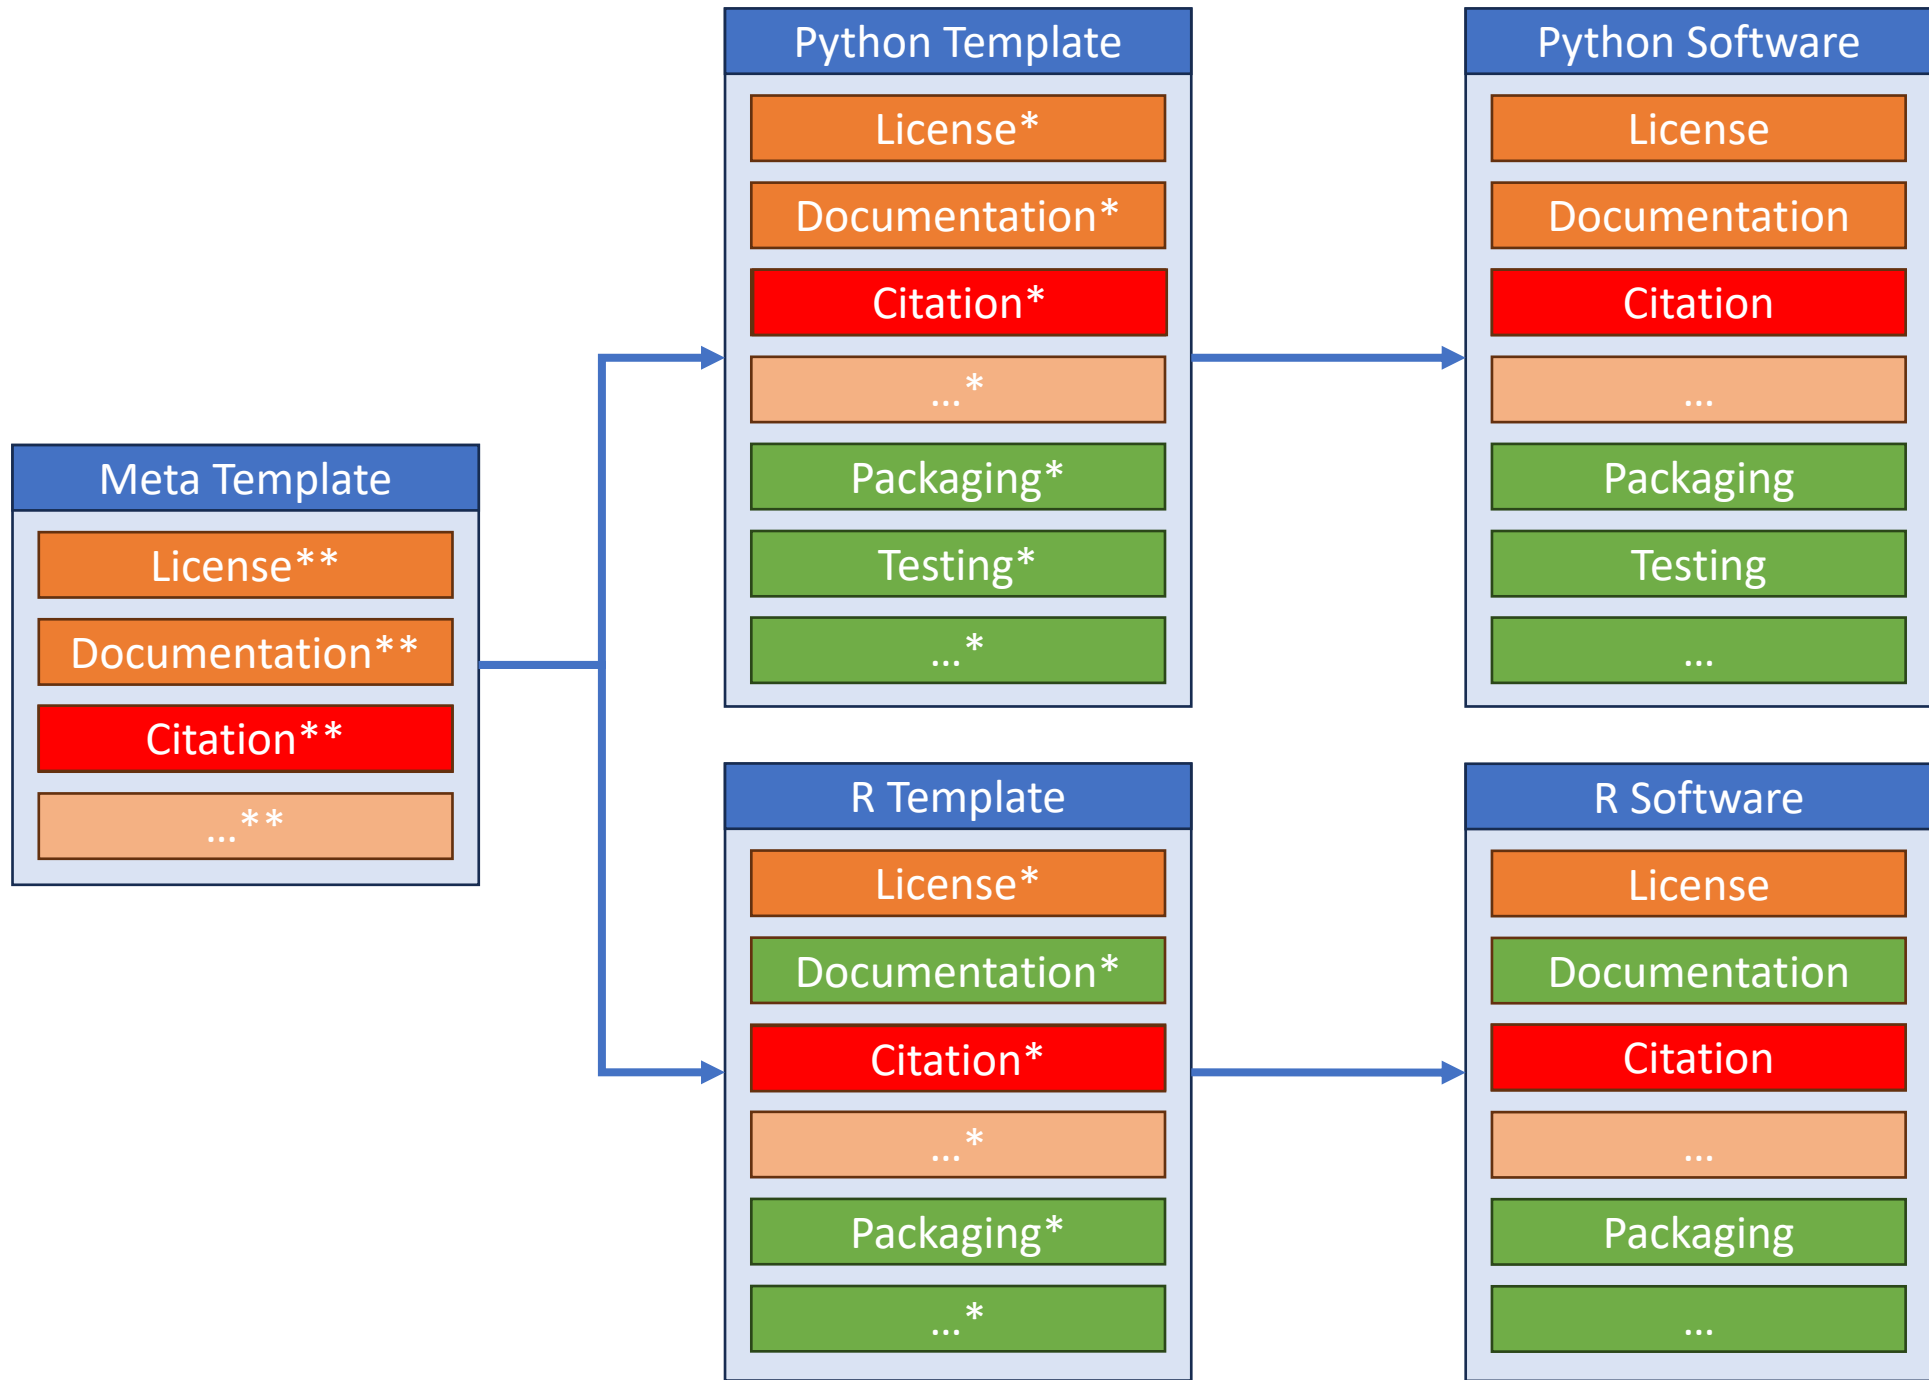 Meta Template
License**
Documentation**
Citation**
...**
Python Template
License*
Documentation*
Citation*
...*
Packaging*
Testing*
...*
Python Software
License
Documentation
Citation
...
Packaging
Testing
...
R Template
License*
Documentation*
Citation*
...*
Packaging*
...*
R Software
License
Documentation
Citation
...
Packaging
...